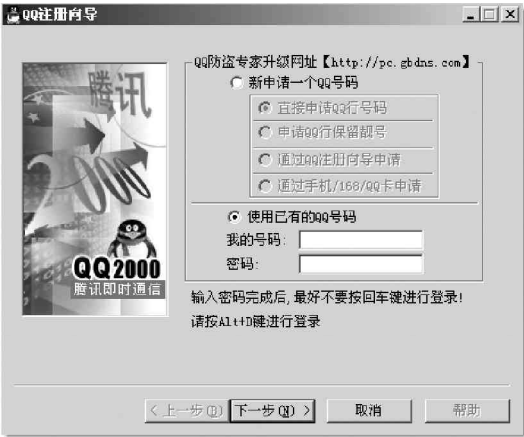 QQ注册向导
QQ防盗专家升级网址【http://pc.gbdns.com】
新申请一个QQ号码
直接申请QQ行号码
申请QQ行保留靓号
通过QQ注册向导申请
通过手机/168/QQ卡申请
使用已有的QQ号码
我的号码:
密码:
腾讯
2000
QQ2000
腾讯即时通信
输入密码完成后,最好不要按回车键进行登录!
请按Alt+D键进行登录
<上一步(B)
下一步(N) >
取消
帮助